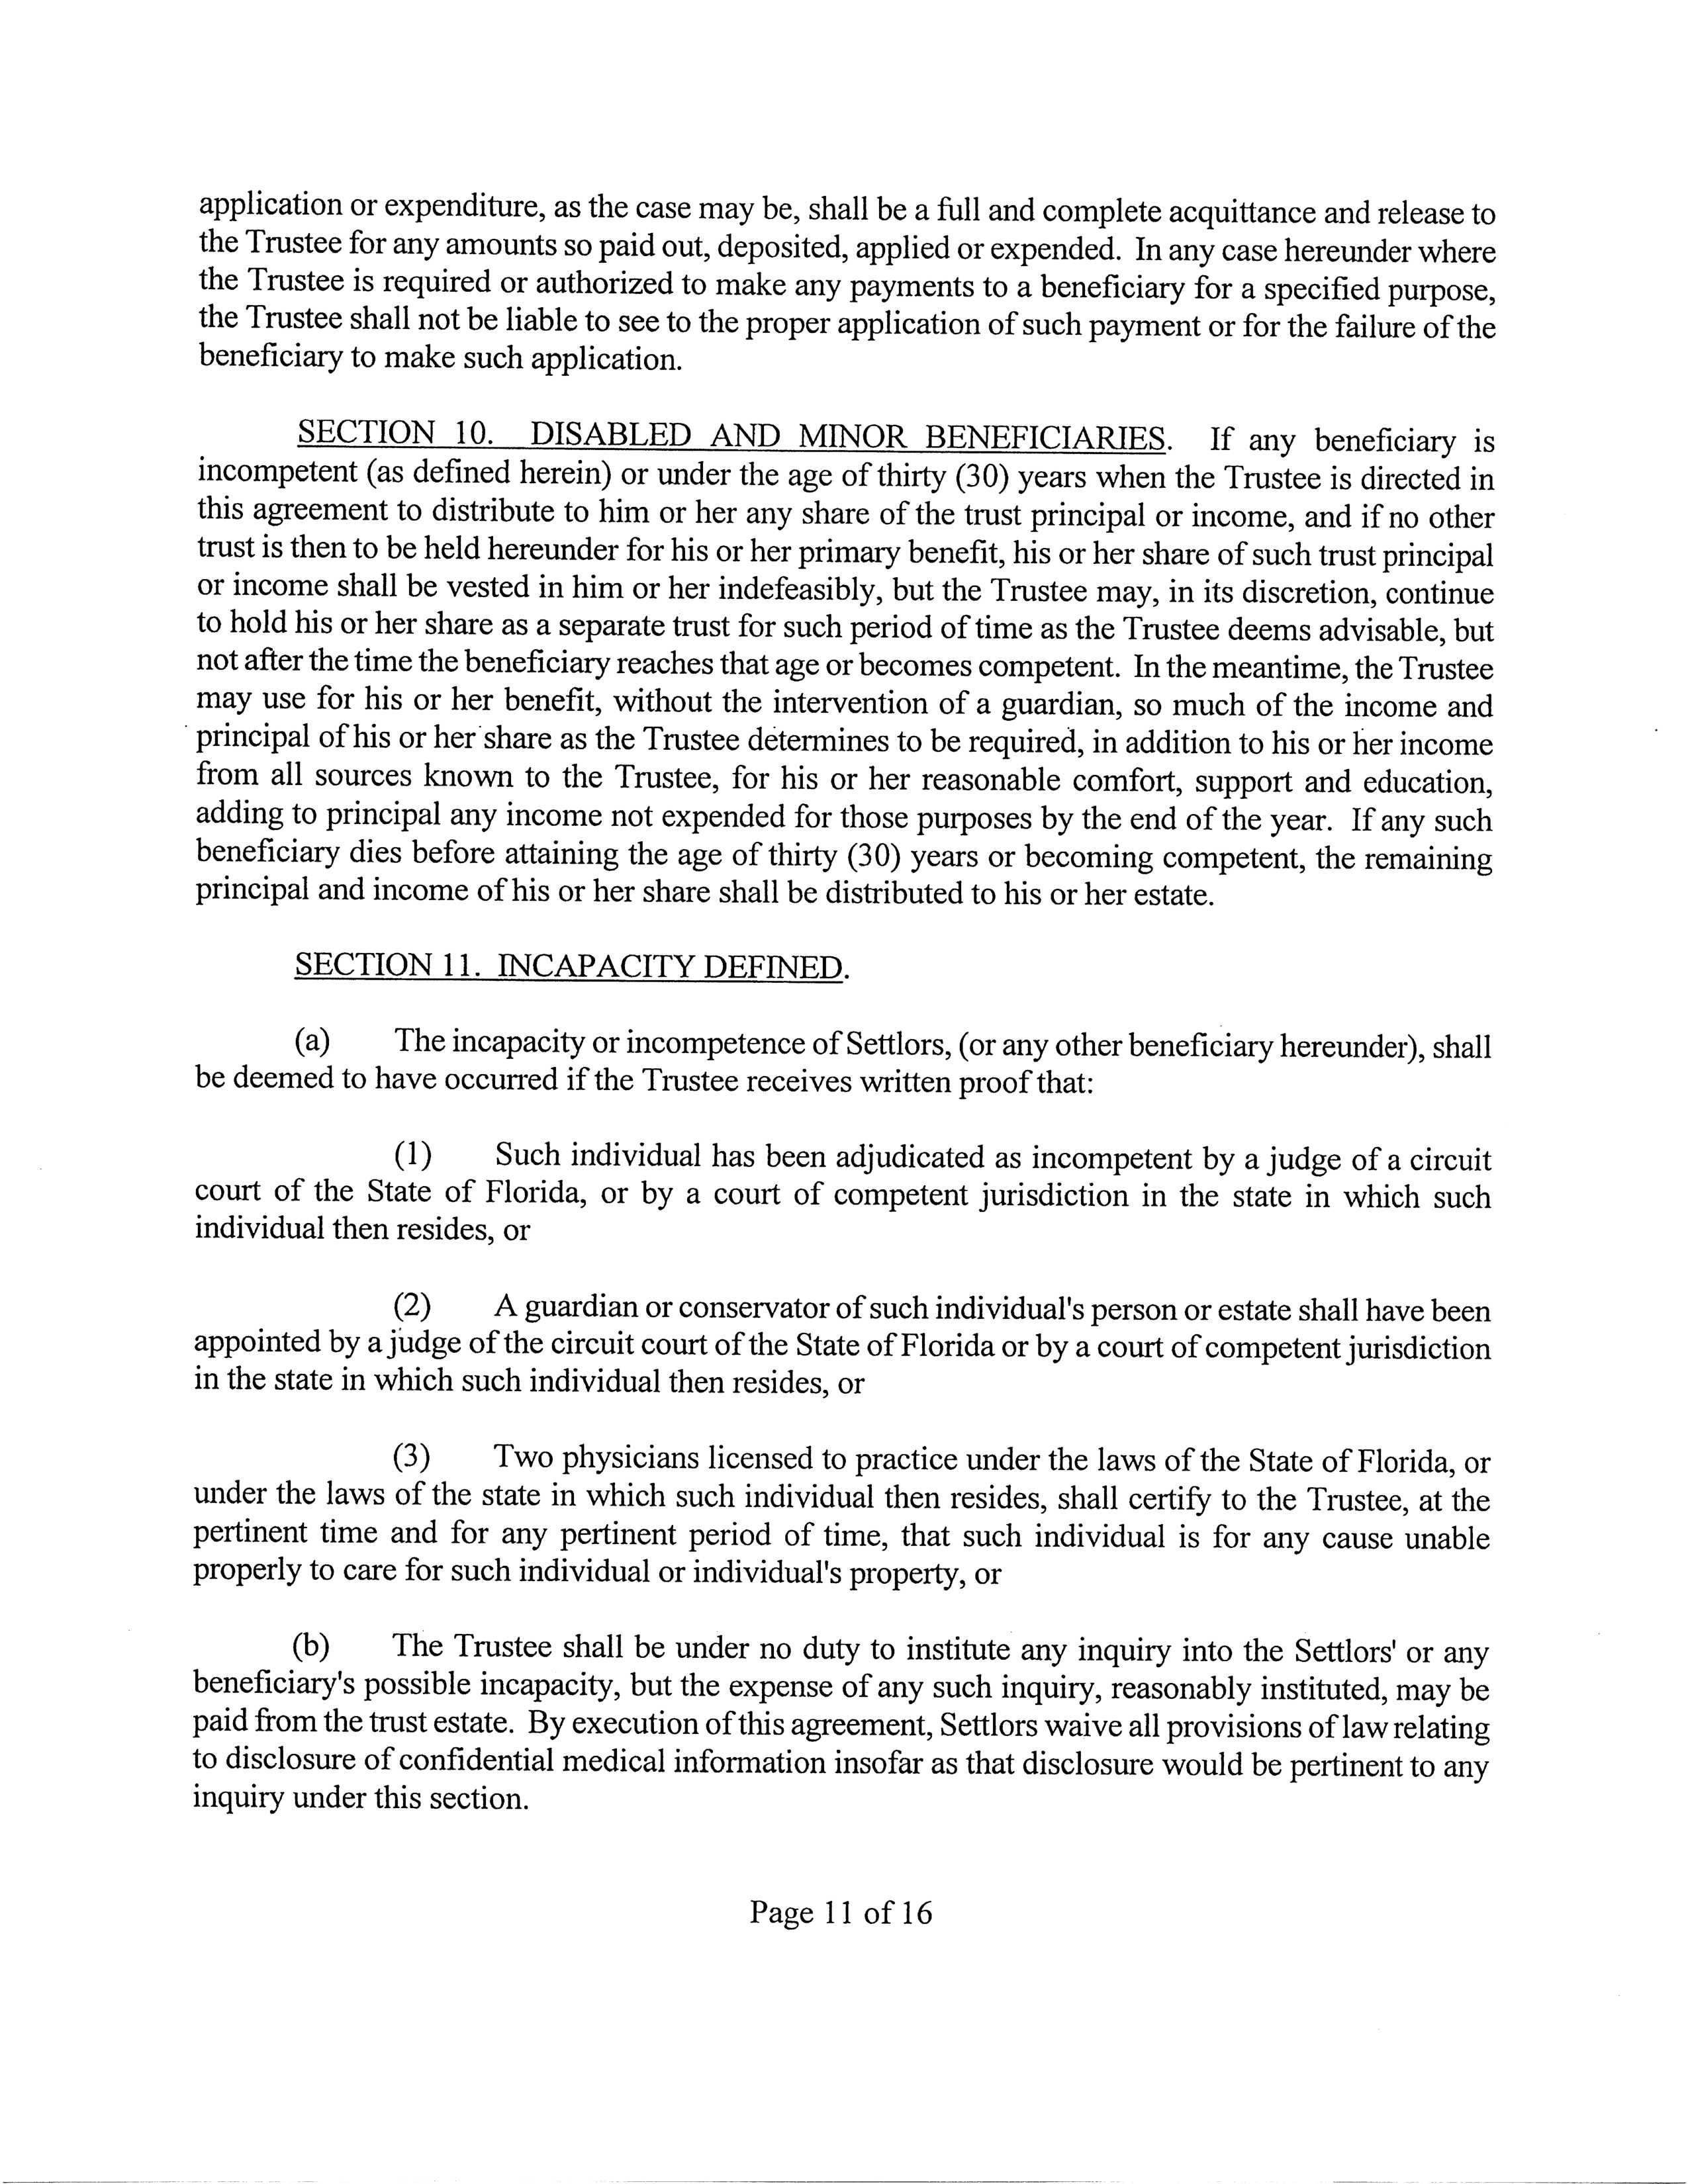 application or expenditure, as the case may be, shall be a full and complete acquittance and release to
the Trustee for any amounts so paid out, deposited, applied or expended. In any case hereunder where
the Trustee is required or authorized to make any payments to a beneficiary for a specified purpose,
the Trustee shall not be liable to see to the proper application of such payment or for the failure of the
beneficiary to make such application.
SECTION 10. DISABLED AND MINOR BENEFICIARIES. If any beneficiary is
incompetent (as defined herein) or under the age of thirty (30) years when the Trustee is directed in
this agreement to distribute to him or her any share of the trust principal or income, and if no other
trust is then to be held hereunder for his or her primary benefit, his or her share of such trust principal
or income shall be vested in him or her indefeasibly, but the Trustee may, in its discretion, continue
to hold his or her share as a separate trust for such period of time as the Trustee deems advisable, but
not after the time the beneficiary reaches that age or becomes competent. In the meantime, the Trustee
may use for his or her benefit, without the intervention of a guardian, so much of the income and
principal of his or her share as the Trustee determines to be required, in addition to his or her income
from all sources known to the Trustee, for his or her reasonable comfort, support and education,
adding to principal any income not expended for those purposes by the end of the year. If any such
beneficiary dies before attaining the age of thirty (30) years or becoming competent, the remaining
principal and income of his or her share shall be distributed to his or her estate.
SECTION 11. INCAPACITY DEFINED.
(a) The incapacity or incompetence of Settlors, (or any other beneficiary hereunder), shall
be deemed to have occurred if the Trustee receives written proof that:
(1) Such individual has been adjudicated as incompetent by a judge of a circuit
court of the State of Florida, or by a court of competent jurisdiction in the state in which such
individual then resides, or
(2) A guardian or conservator of such individual's person or estate shall have been
appointed by a judge of the circuit court of the State of Florida or by a court of competent jurisdiction
in the state in which such individual then resides, or
(3) Two physicians licensed to practice under the laws of the State of Florida, or
under the laws of the state in which such individual then resides, shall certify to the Trustee, at the
pertinent time and for any pertinent period of time, that such individual is for any cause unable
properly to care for such individual or individual's property, or
(b) The Trustee shall be under no duty to institute any inquiry into the Settlors' or any
beneficiary's possible incapacity, but the expense of any such inquiry, reasonably instituted, may be
paid from the trust estate. By execution of this agreement, Settlors waive all provisions of law relating
to disclosure of confidential medical information insofar as that disclosure would be pertinent to any
inquiry under this section.
Page 11 of 16